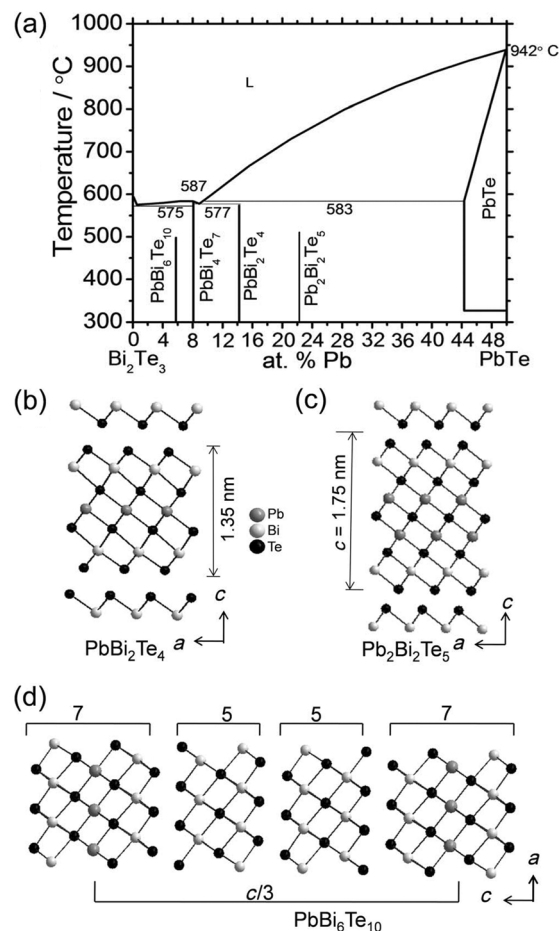 (a)
1000
900
800
700
600
500
400
300
Temperature / °C
L
942° C
587
575
577
583
PbBi₆Te₁₀
PbBi₄Te₇
PbBi₂Te₄
Pb₂Bi₂Te₅
PbTe
0 4 8 12 16 20 24 28 32 36 40 44 48
Bi₂Te₃ at. % Pb PbTe
(b)
1.35 nm
Pb
Bi
Te
c
a
PbBi₂Te₄
(c)
c = 1.75 nm
c
a
Pb₂Bi₂Te₅
(d)
7 5 5 7
c/3
a
c
PbBi₆Te₁₀